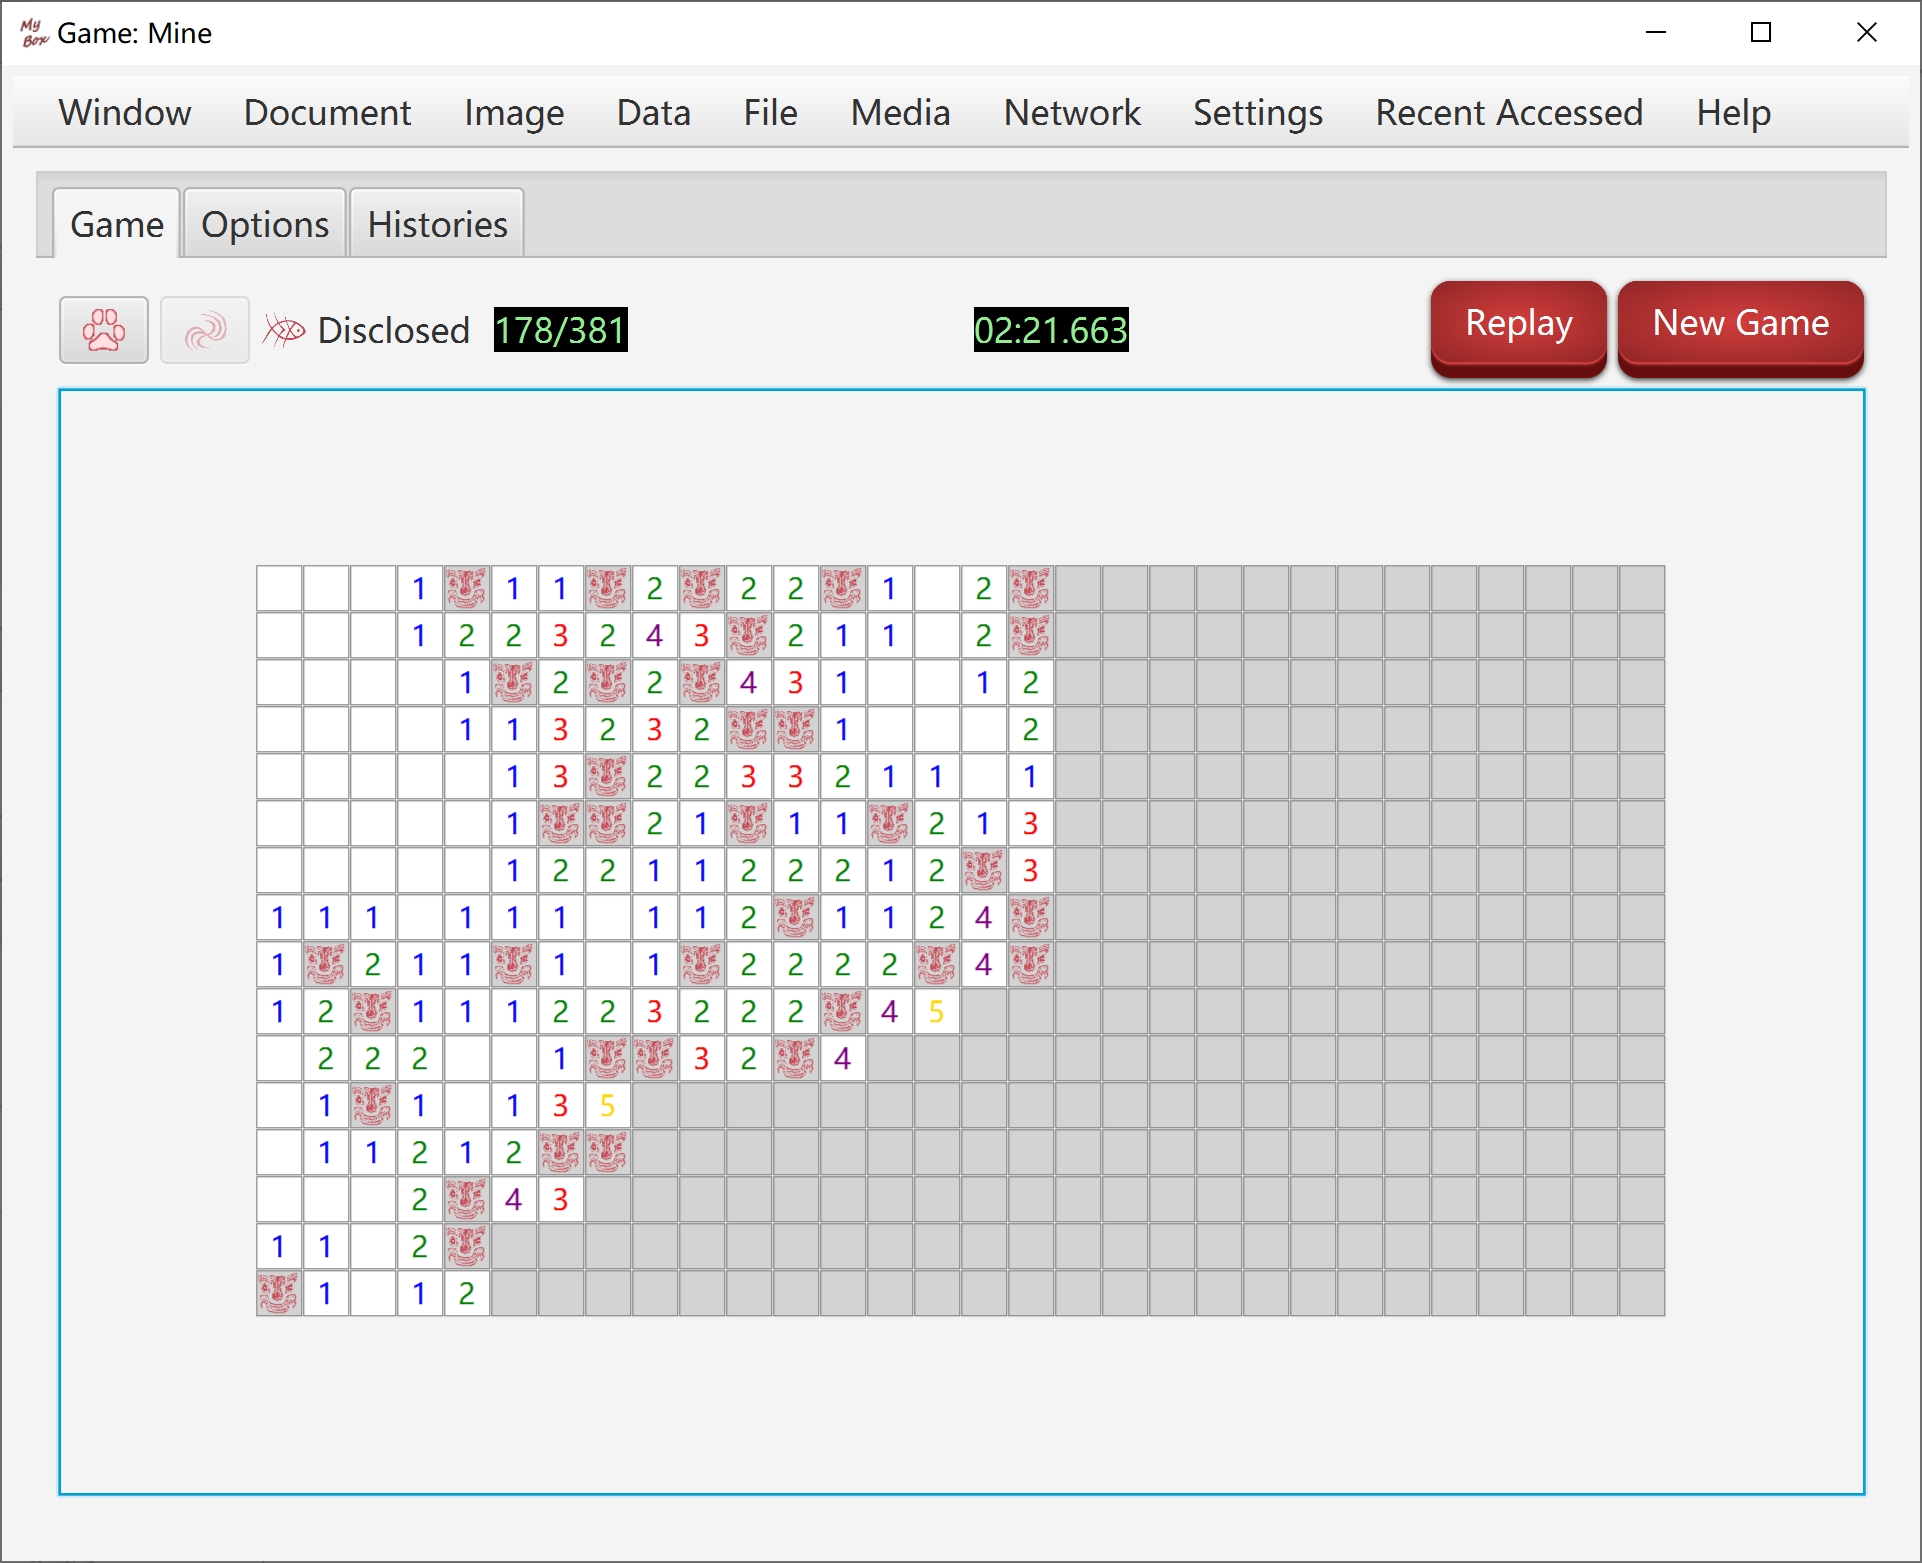 My Box Game: Mine
Window Document Image Data File Media Network Settings Recent Accessed Help
Game Options Histories
Disclosed 178/381 02:21.663 Replay New Game
1 1 1 2 2 2 1 2
1 2 2 3 2 4 3 2 1 1 2
1 2 2 4 3 1 1 2
1 1 3 2 3 2 1 2
1 3 2 2 3 3 2 1 1 1
1 2 1 1 1 2 1 3
1 2 2 1 1 2 2 2 1 2 3
1 1 1 1 1 1 1 1 2 1 1 2 4
1 2 1 1 1 1 2 2 2 2 4
1 2 1 1 1 2 2 3 2 2 2 4 5
2 2 2 1 3 2 4
1 1 1 3 5
1 1 2 1 2
2 4 3
1 1 2
1 1 2